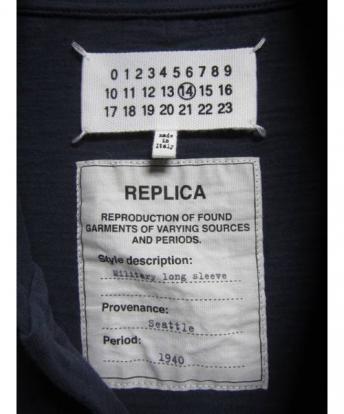 0 1 2 3 4 5 6 7 8 9
10 11 12 13 14 15 16
17 18 19 20 21 22 23
made
in
Italy
REPLICA
REPRODUCTION OF FOUND
GARMENTS OF VARYING SOURCES
AND PERIODS.
Style description:
Military long sleeve
Provenance:
Seattle
Period:
1940